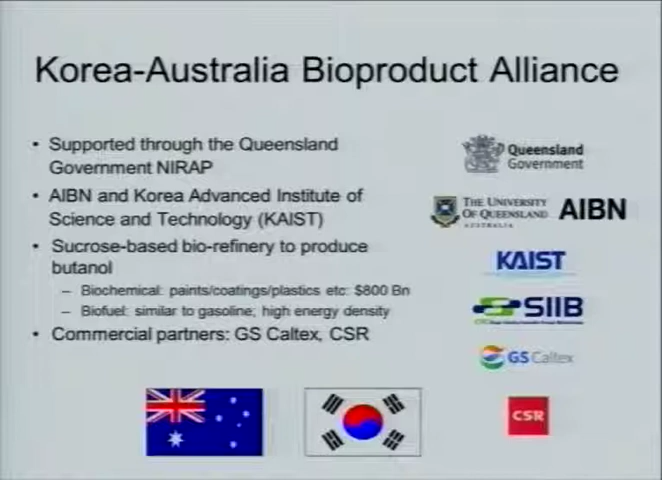 Korea-Australia Bioproduct Alliance
• Supported through the Queensland
Government NIRAP
• AIBN and Korea Advanced Institute of
Science and Technology (KAIST)
• Sucrose-based bio-refinery to produce
butanol
– Biochemical: paints/coatings/plastics etc: $800 Bn
– Biofuel: similar to gasoline; high energy density
• Commercial partners: GS Caltex, CSR
Queensland
Government
THE UNIVERSITY
OF QUEENSLAND
AUSTRALIA
AIBN
KAIST
SIIB
GS Caltex
CSR